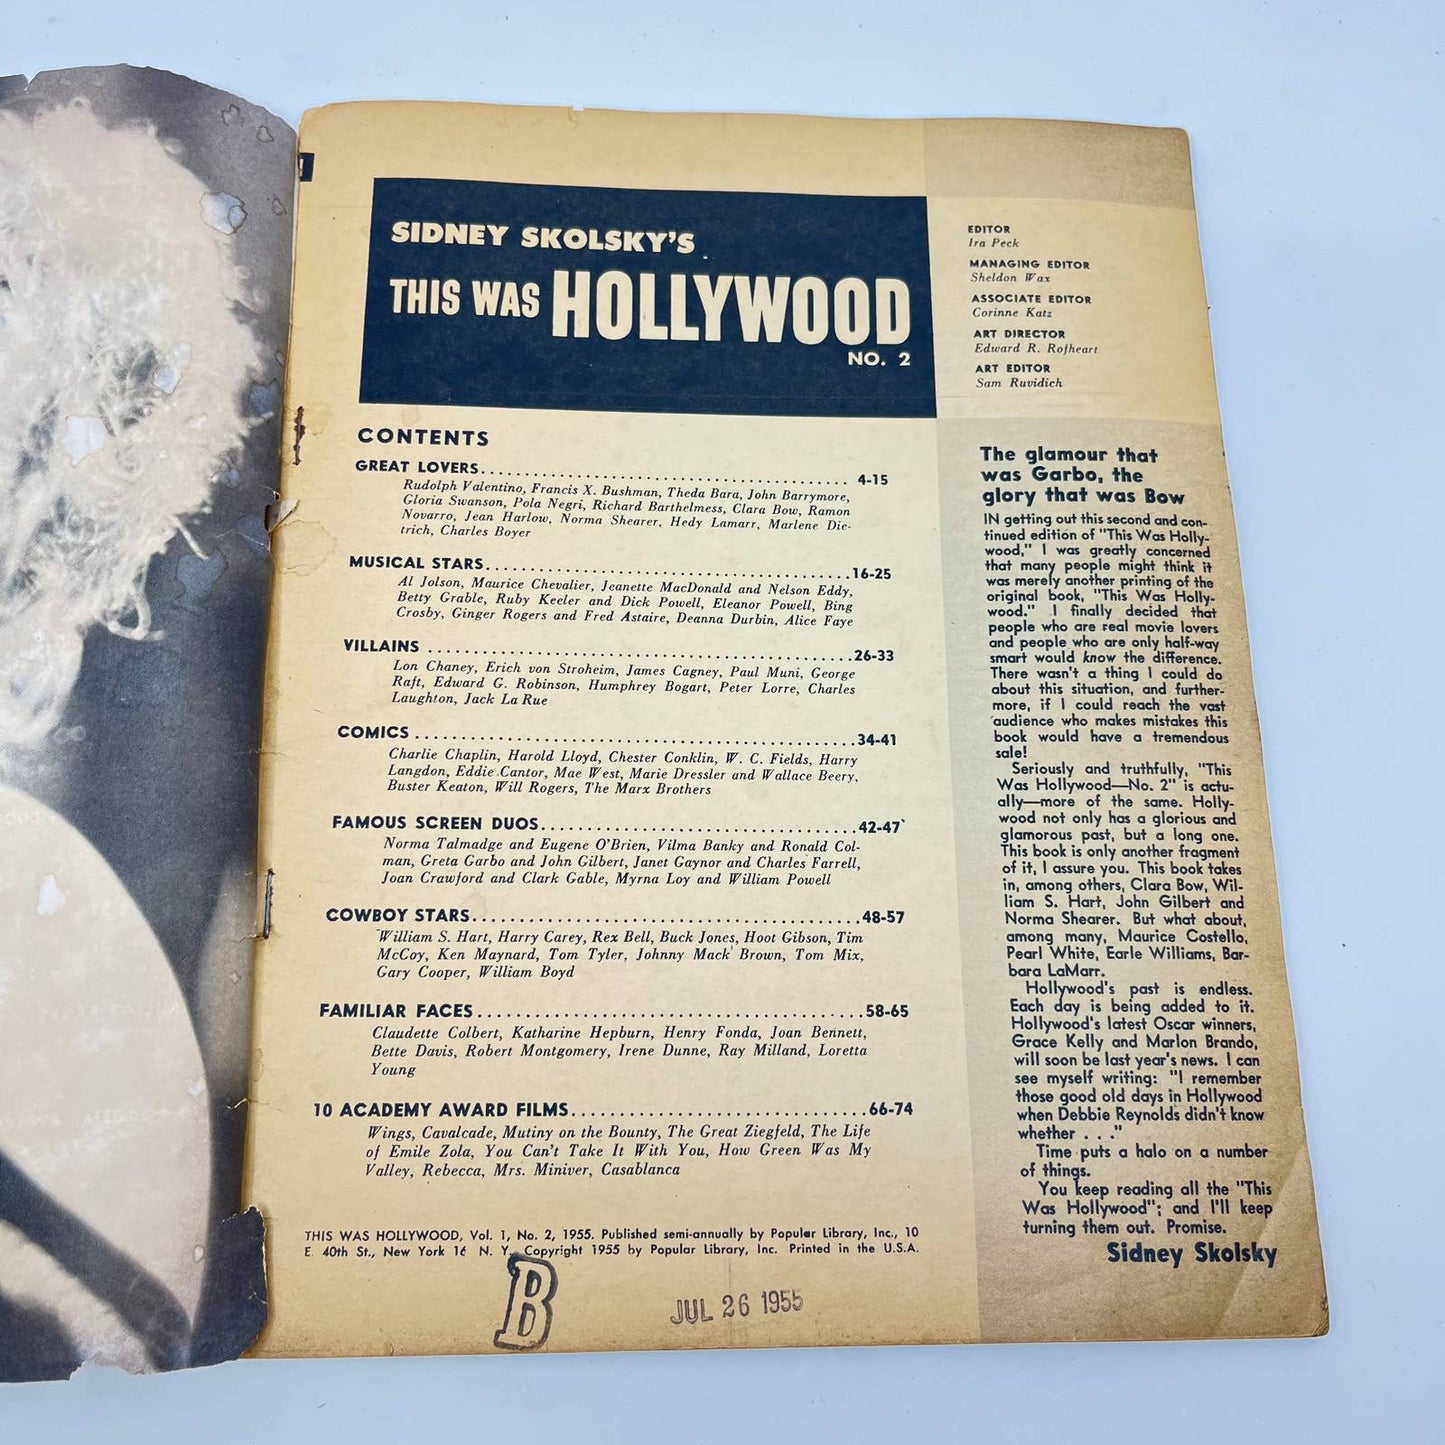 SIDNEY SKOLSKY'S
THIS WAS HOLLYWOOD
NO. 2
CONTENTS
GREAT LOVERS........................................ 4-15
Rudolph Valentino, Francis X. Bushman, Theda Bara, John Barrymore,
Gloria Swanson, Pola Negri, Richard Barthelmess, Clara Bow, Ramon
Novarro, Jean Harlow, Norma Shearer, Hedy Lamarr, Marlene Die-
trich, Charles Boyer
MUSICAL STARS........................................16-25
Al Jolson, Maurice Chevalier, Jeanette MacDonald and Nelson Eddy,
Betty Grable, Ruby Keeler and Dick Powell, Eleanor Powell, Bing
Crosby, Ginger Rogers and Fred Astaire, Deanna Durbin, Alice Faye
VILLAINS ........................................26-33
Lon Chaney, Erich von Stroheim, James Cagney, Paul Muni, George
Raft, Edward G. Robinson, Humphrey Bogart, Peter Lorre, Charles
Laughton, Jack La Rue
COMICS ........................................34-41
Charlie Chaplin, Harold Lloyd, Chester Conklin, W. C. Fields, Harry
Langdon, Eddie Cantor, Mae West, Marie Dressler and Wallace Beery,
Buster Keaton, Will Rogers, The Marx Brothers
FAMOUS SCREEN DUOS..............................42-47
Norma Talmadge and Eugene O'Brien, Vilma Banky and Ronald Col-
man, Greta Garbo and John Gilbert, Janet Gaynor and Charles Farrell,
Joan Crawford and Clark Gable, Myrna Loy and William Powell
COWBOY STARS.....................................48-57
William S. Hart, Harry Carey, Rex Bell, Buck Jones, Hoot Gibson, Tim
McCoy, Ken Maynard, Tom Tyler, Johnny Mack Brown, Tom Mix,
Gary Cooper, William Boyd
FAMILIAR FACES.....................................58-65
Claudette Colbert, Katharine Hepburn, Henry Fonda, Joan Bennett,
Bette Davis, Robert Montgomery, Irene Dunne, Ray Milland, Loretta
Young
10 ACADEMY AWARD FILMS............................66-74
Wings, Cavalcade, Mutiny on the Bounty, The Great Ziegfeld, The Life
of Emile Zola, You Can't Take It With You, How Green Was My
Valley, Rebecca, Mrs. Miniver, Casablanca
THIS WAS HOLLYWOOD, Vol. 1, No. 2, 1955. Published semi-annually by Popular Library, Inc., 10
E. 40th St., New York 16 N. Y. Copyright 1955 by Popular Library, Inc. Printed in the U.S.A.
B
JUL 26 1955
EDITOR
Ira Peck
MANAGING EDITOR
Sheldon Wax
ASSOCIATE EDITOR
Corinne Katz
ART DIRECTOR
Edward R. Rofheart
ART EDITOR
Sam Ruvidich
The glamour that
was Garbo, the
glory that was Bow
IN getting out this second and con-
tinued edition of "This Was Holly-
wood," I was greatly concerned
that many people might think it
was merely another printing of the
original book, "This Was Holly-
wood." I finally decided that
people who are real movie lovers
and people who are only half-way
smart would know the difference.
There wasn't a thing I could do
about this situation, and further-
more, if I could reach the vast
audience who makes mistakes this
book would have a tremendous
sale!
Seriously and truthfully, "This
Was Hollywood—No. 2" is actu-
ally—more of the same. Holly-
wood not only has a glorious and
glamorous past, but a long one.
This book is only another fragment
of it, I assure you. This book takes
in, among others, Clara Bow, Wil-
liam S. Hart, John Gilbert and
Norma Shearer. But what about,
among many, Maurice Costello,
Pearl White, Earle Williams, Bar-
bara LaMarr.
Hollywood's past is endless.
Each day is being added to it.
Hollywood's latest Oscar winners,
Grace Kelly and Marlon Brando,
will soon be last year's news. I can
see myself writing: "I remember
those good old days in Hollywood
when Debbie Reynolds didn't know
whether . . ."
Time puts a halo on a number
of things.
You keep reading all the "This
Was Hollywood"; and I'll keep
turning them out. Promise.
Sidney Skolsky